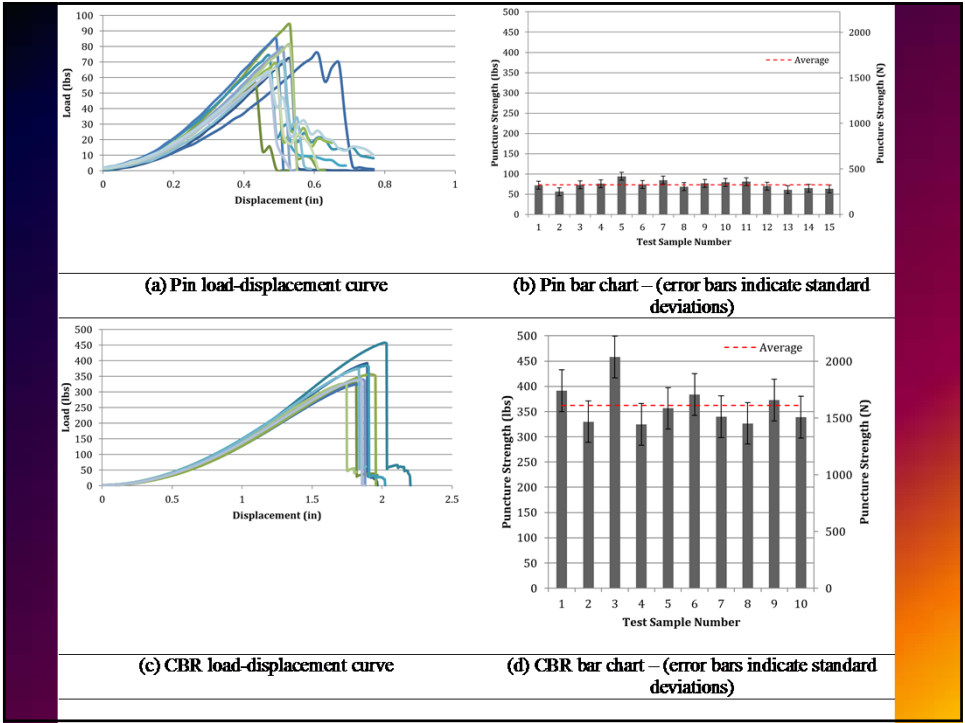 100
90
80
70
60
50
40
30
20
10
0
Load (lbs)
0 0.2 0.4 0.6 0.8 1
Displacement (in)
500
450
400
350
300
250
200
150
100
50
0
Puncture Strength (lbs)
Average
2000
1500
1000
500
0
Puncture Strength (N)
1 2 3 4 5 6 7 8 9 10 11 12 13 14 15
Test Sample Number
(a) Pin load-displacement curve
(b) Pin bar chart – (error bars indicate standard
deviations)
500
450
400
350
300
250
200
150
100
50
0
Load (lbs)
0 0.5 1 1.5 2 2.5
Displacement (in)
500
450
400
350
300
250
200
150
100
50
0
Puncture Strength (lbs)
Average
2000
1500
1000
500
0
Puncture Strength (N)
1 2 3 4 5 6 7 8 9 10
Test Sample Number
(c) CBR load-displacement curve
(d) CBR bar chart – (error bars indicate standard
deviations)